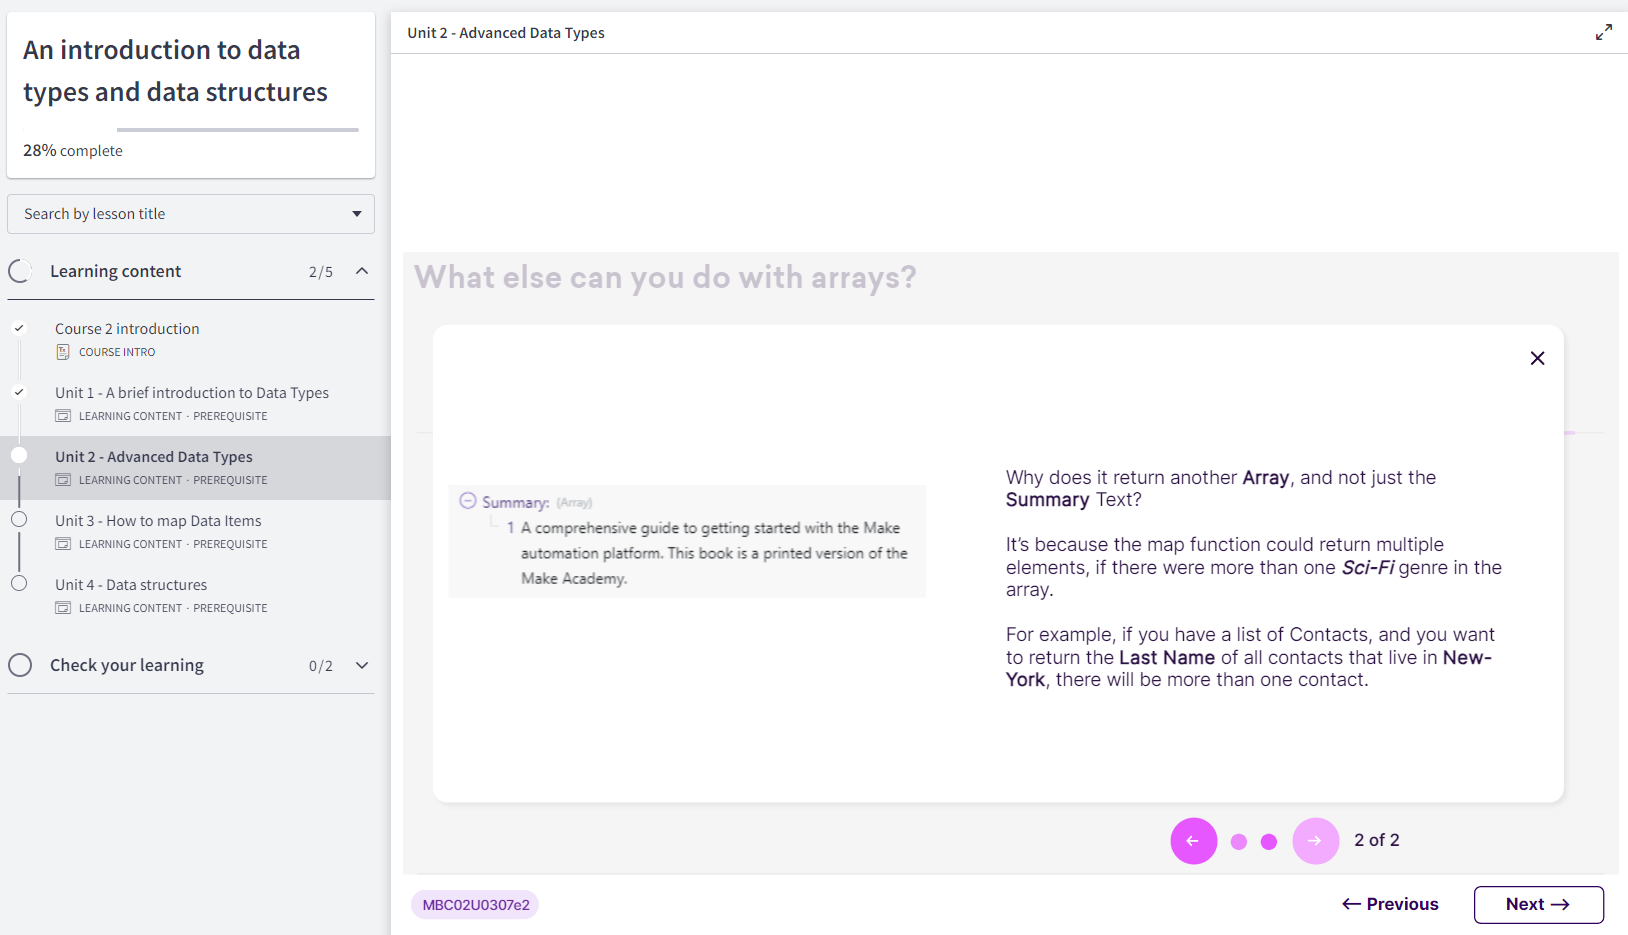 An introduction to data
types and data structures
28% complete
Search by lesson title
Learning content 2/5
Course 2 introduction
COURSE INTRO
Unit 1 - A brief introduction to Data Types
LEARNING CONTENT · PREREQUISITE
Unit 2 - Advanced Data Types
LEARNING CONTENT · PREREQUISITE
Unit 3 - How to map Data Items
LEARNING CONTENT · PREREQUISITE
Unit 4 - Data structures
LEARNING CONTENT · PREREQUISITE
Check your learning 0/2
Unit 2 - Advanced Data Types
What else can you do with arrays?
Summary: (Array)
1 A comprehensive guide to getting started with the Make
automation platform. This book is a printed version of the
Make Academy.
Why does it return another Array, and not just the
Summary Text?
It's because the map function could return multiple
elements, if there were more than one Sci-Fi genre in the
array.
For example, if you have a list of Contacts, and you want
to return the Last Name of all contacts that live in New-
York, there will be more than one contact.
2 of 2
MBC02U0307e2
← Previous
Next →